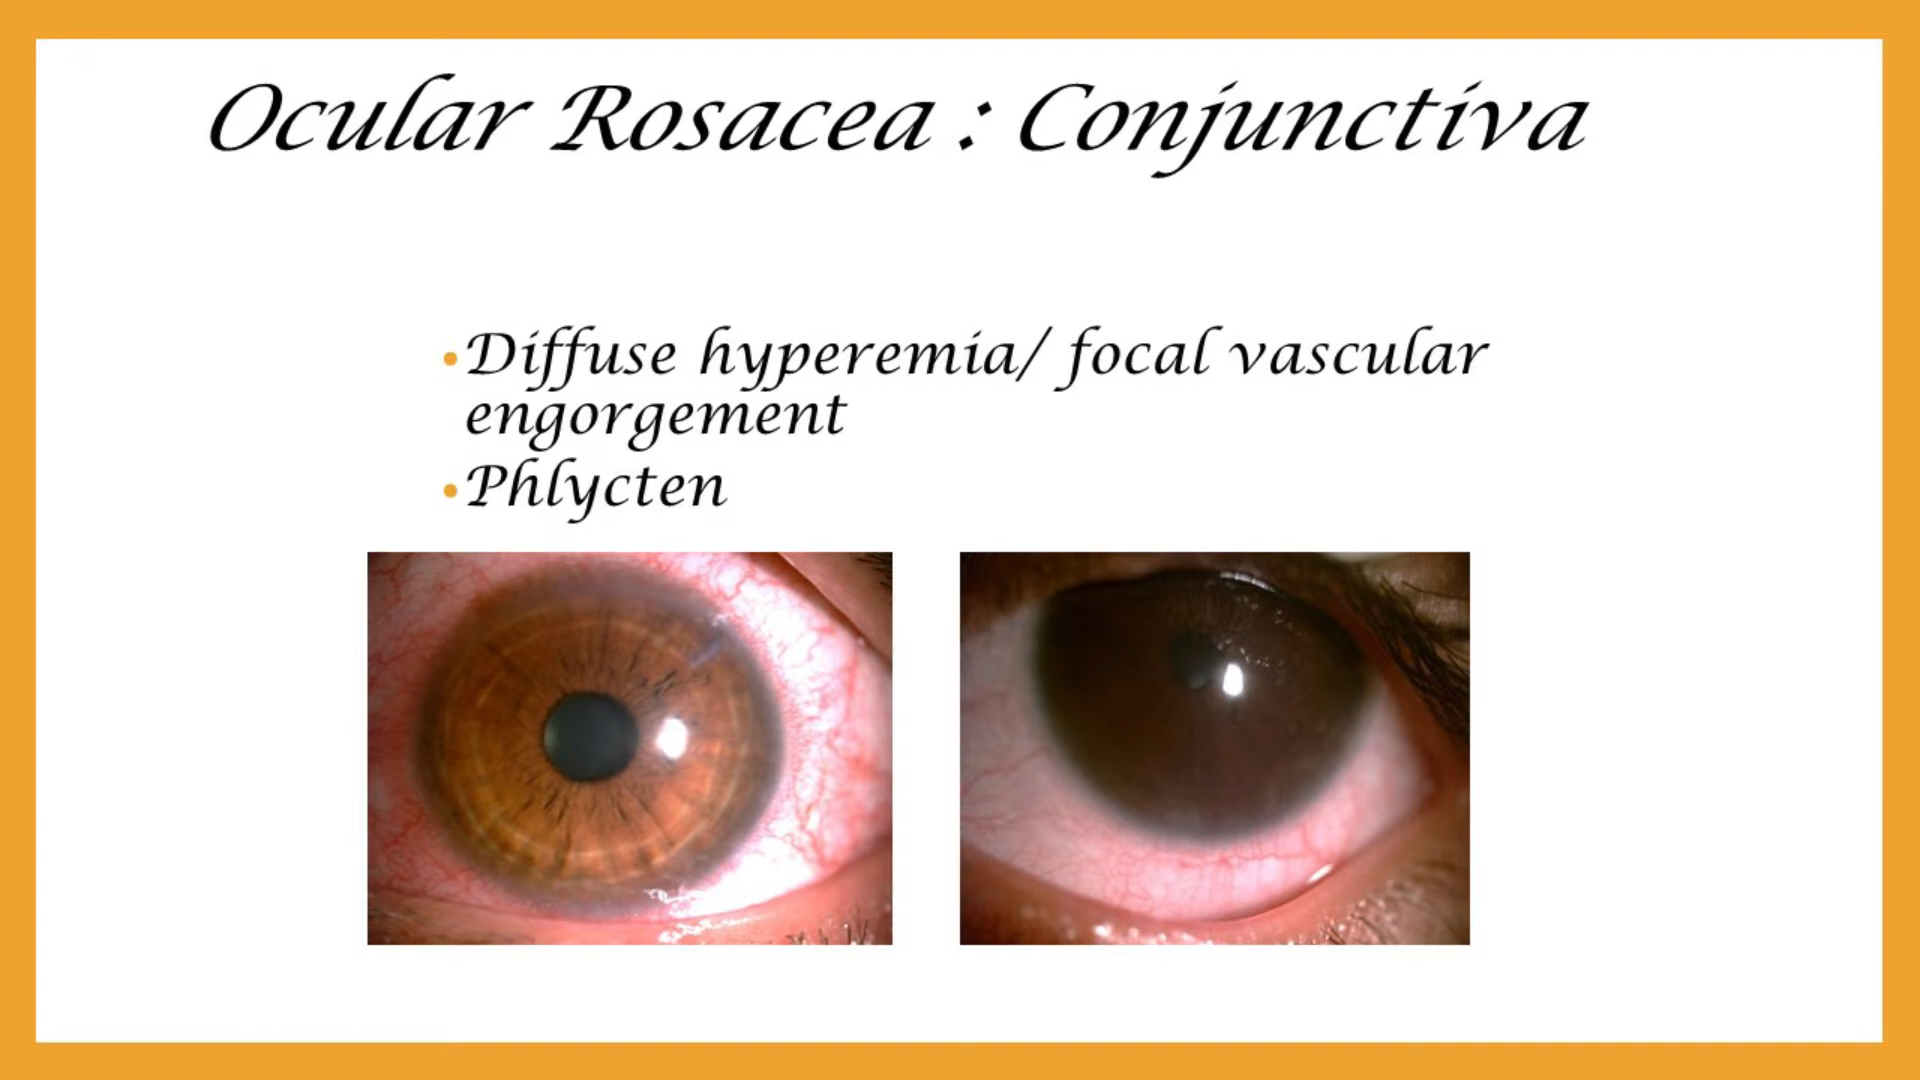 Ocular Rosacea : Conjunctiva
•Diffuse hyperemia/ focal vascular
engorgement
•Phlycten